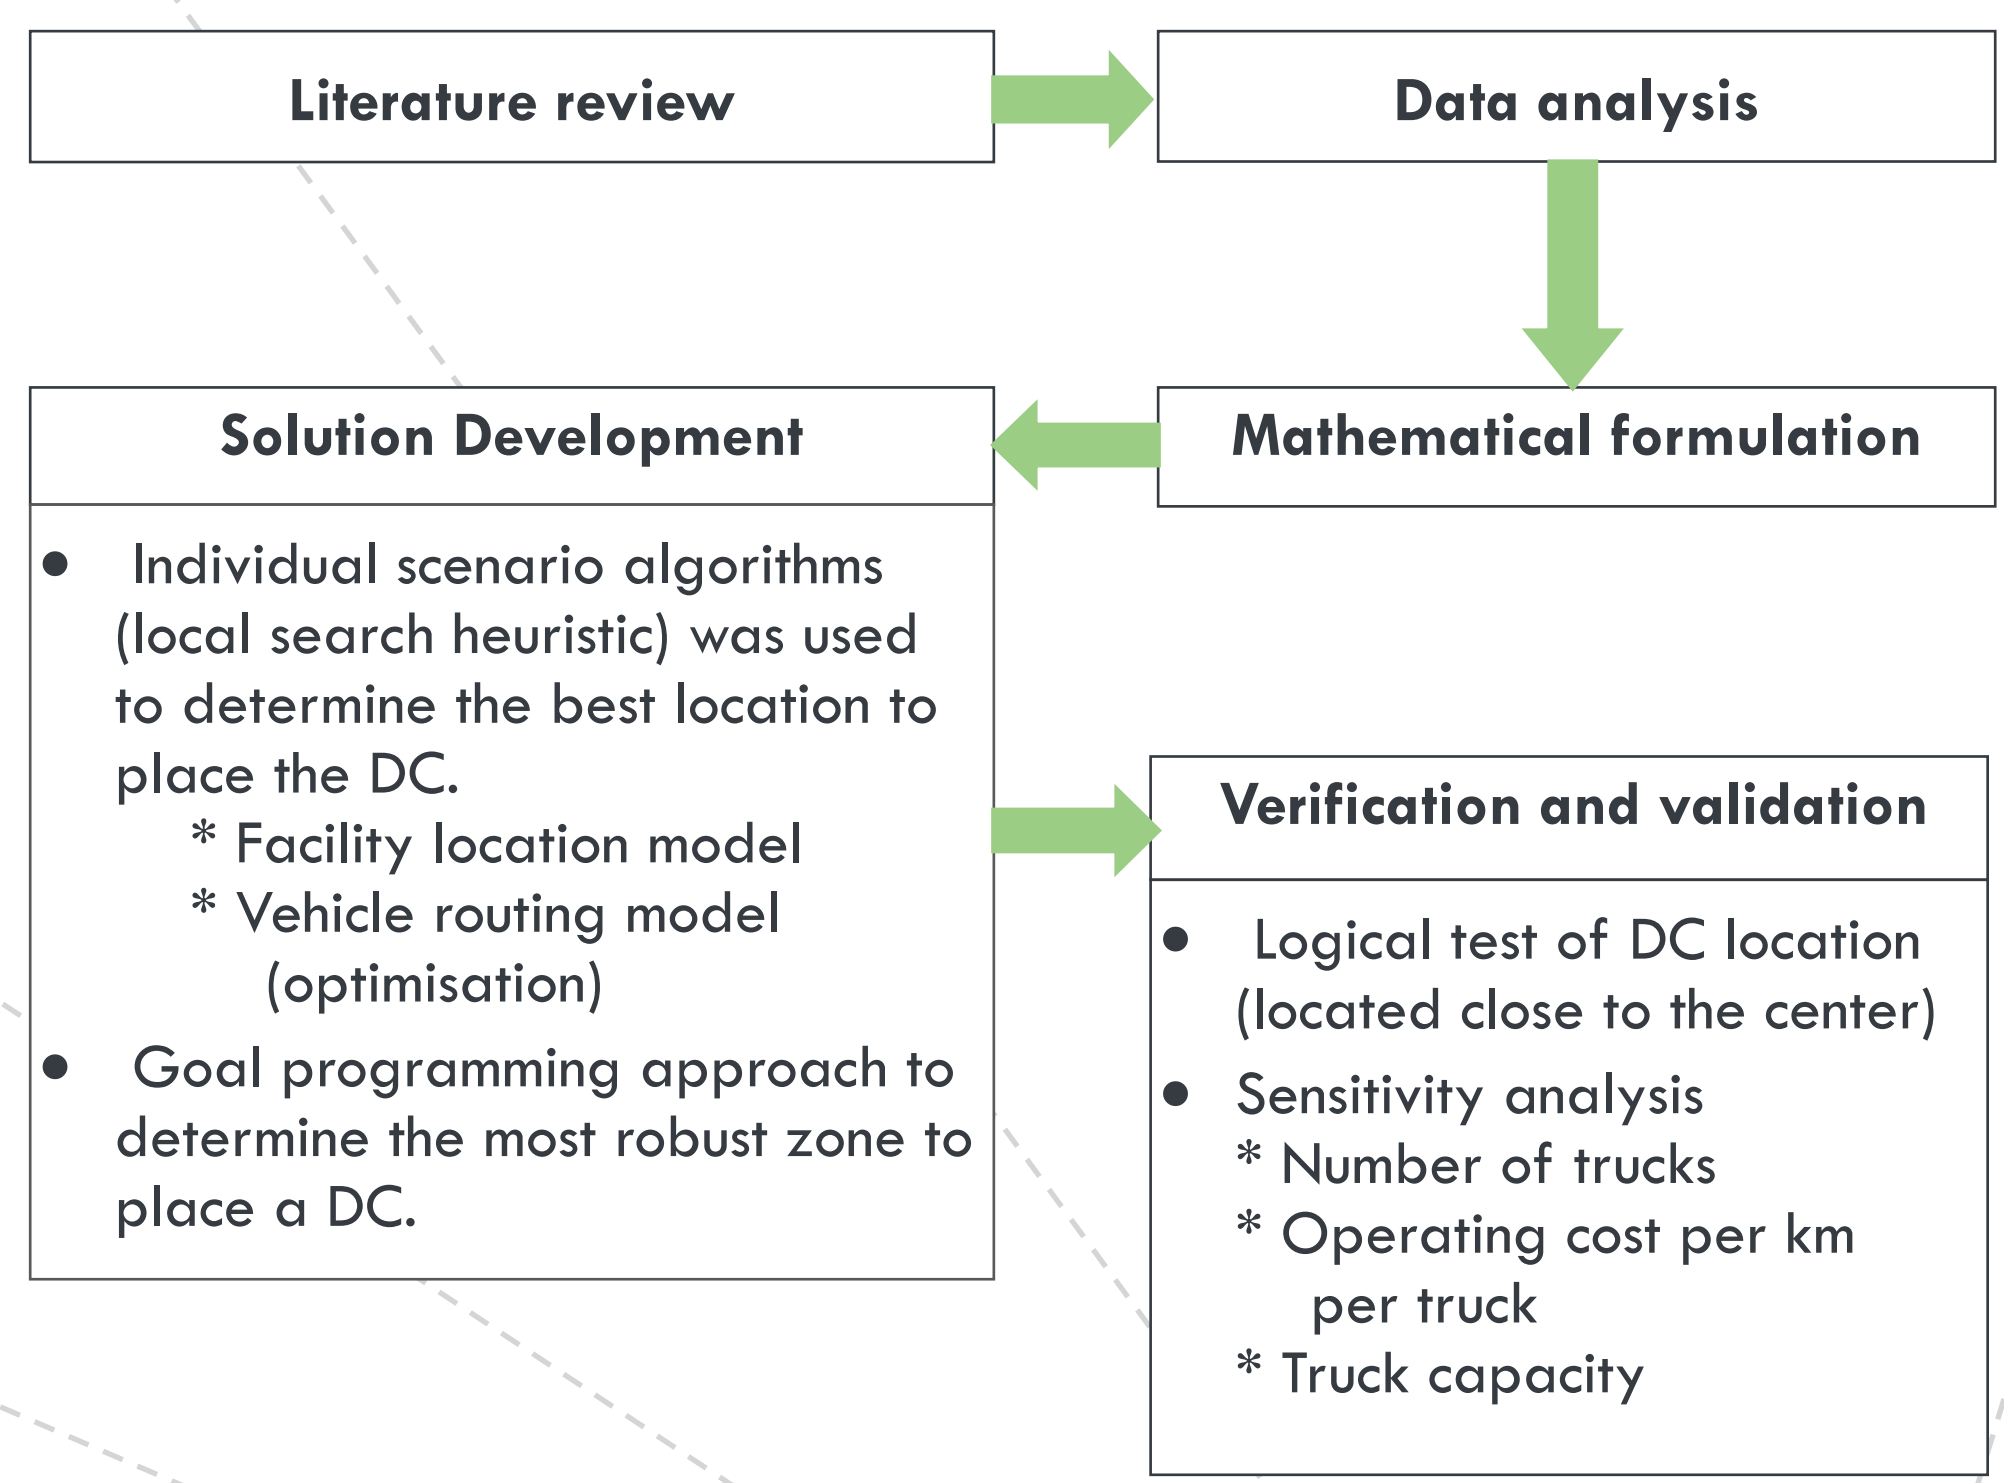 Literature review
Data analysis
Mathematical formulation
Solution Development
● Individual scenario algorithms
(local search heuristic) was used
to determine the best location to
place the DC.
* Facility location model
* Vehicle routing model
(optimisation)
● Goal programming approach to
determine the most robust zone to
place a DC.
Verification and validation
● Logical test of DC location
(located close to the center)
● Sensitivity analysis
* Number of trucks
* Operating cost per km
per truck
* Truck capacity